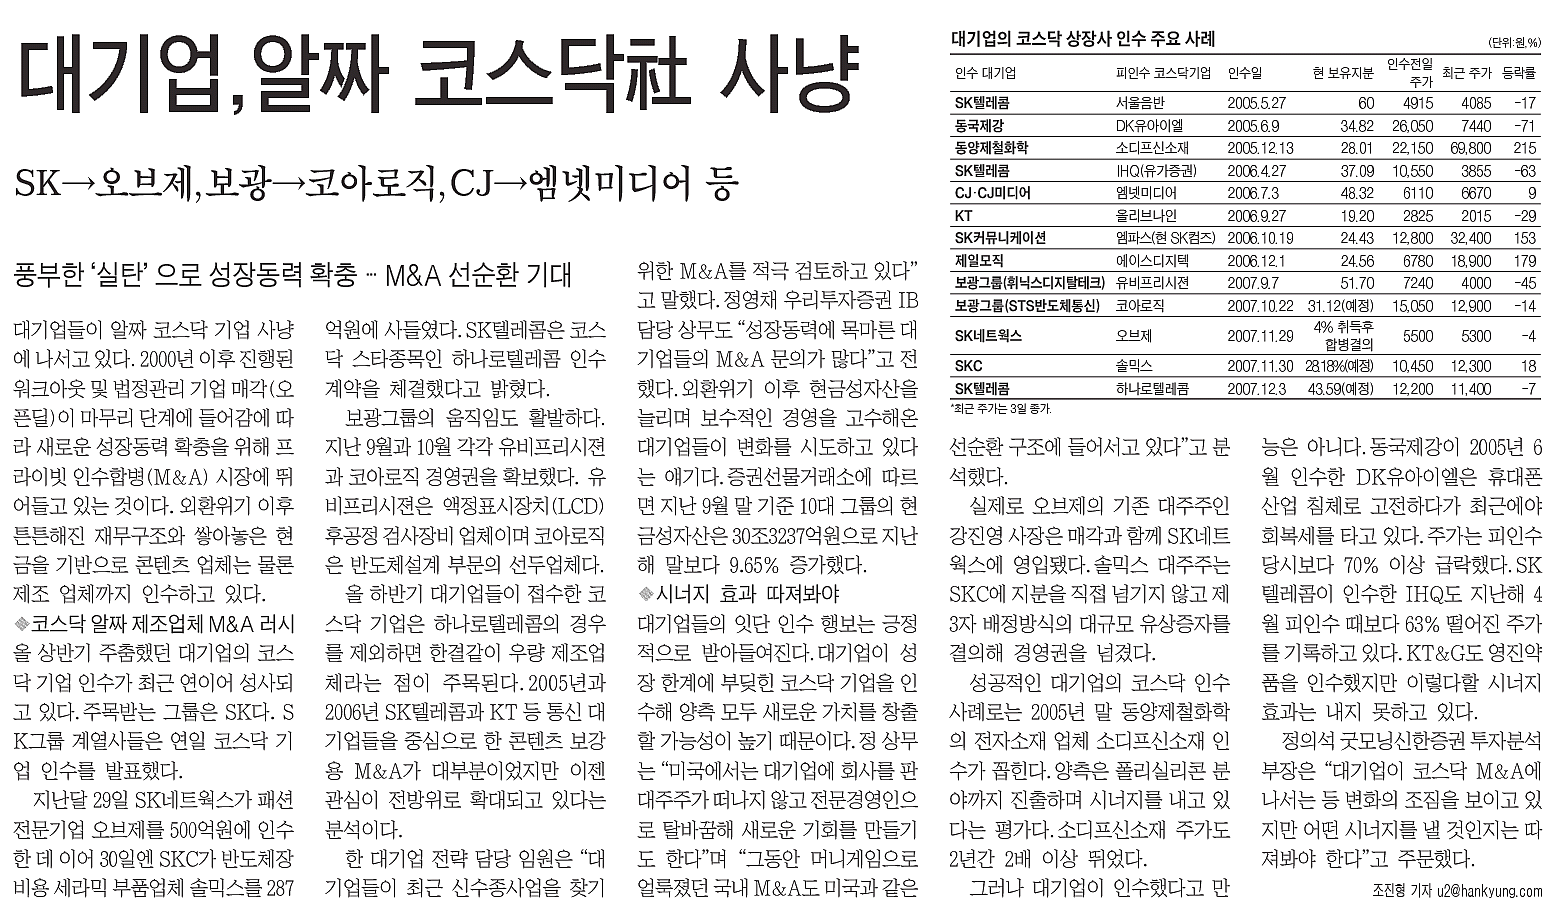 대기업, 알짜 코스닥社 사냥
SK→오브제, 보광→코아로직, CJ→엠넷미디어 등
풍부한 '실탄' 으로 성장동력 확충 … M&A 선순환 기대
대기업들이 알짜 코스닥 기업 사냥
에 나서고 있다. 2000년 이후 진행된
워크아웃 및 법정관리 기업 매각(오
픈딜)이 마무리 단계에 들어감에 따
라 새로운 성장동력 확충을 위해 프
라이빗 인수합병(M&A) 시장에 뛰
어들고 있는 것이다. 외환위기 이후
튼튼해진 재무구조와 쌓아놓은 현
금을 기반으로 콘텐츠 업체는 물론
제조 업체까지 인수하고 있다.
◈코스닥 알짜 제조업체 M&A 러시
올 상반기 주춤했던 대기업의 코스
닥 기업 인수가 최근 연이어 성사되
고 있다. 주목받는 그룹은 SK다. S
K그룹 계열사들은 연일 코스닥 기
업 인수를 발표했다.
지난달 29일 SK네트웍스가 패션
전문기업 오브제를 500억원에 인수
한 데 이어 30일엔 SKC가 반도체장
비용 세라믹 부품업체 솔믹스를 287
억원에 사들였다. SK텔레콤은 코스
닥 스타종목인 하나로텔레콤 인수
계약을 체결했다고 밝혔다.
보광그룹의 움직임도 활발하다.
지난 9월과 10월 각각 유비프리시젼
과 코아로직 경영권을 확보했다. 유
비프리시젼은 액정표시장치(LCD)
후공정 검사장비 업체이며 코아로직
은 반도체설계 부문의 선두업체다.
올 하반기 대기업들이 접수한 코
스닥 기업은 하나로텔레콤의 경우
를 제외하면 한결같이 우량 제조업
체라는 점이 주목된다. 2005년과
2006년 SK텔레콤과 KT 등 통신 대
기업들을 중심으로 한 콘텐츠 보강
용 M&A가 대부분이었지만 이젠
관심이 전방위로 확대되고 있다는
분석이다.
한 대기업 전략 담당 임원은 "대
기업들이 최근 신수종사업을 찾기
위한 M&A를 적극 검토하고 있다"
고 말했다. 정영채 우리투자증권 IB
담당 상무도 "성장동력에 목마른 대
기업들의 M&A 문의가 많다"고 전
했다. 외환위기 이후 현금성자산을
늘리며 보수적인 경영을 고수해온
대기업들이 변화를 시도하고 있다
는 얘기다. 증권선물거래소에 따르
면 지난 9월 말 기준 10대 그룹의 현
금성자산은 30조3237억원으로 지난
해 말보다 9.65% 증가했다.
◈시너지 효과 따져봐야
대기업들의 잇단 인수 행보는 긍정
적으로 받아들여진다. 대기업이 성
장 한계에 부딪힌 코스닥 기업을 인
수해 양측 모두 새로운 가치를 창출
할 가능성이 높기 때문이다. 정 상무
는 "미국에서는 대기업에 회사를 판
대주주가 떠나지 않고 전문경영인으
로 탈바꿈해 새로운 기회를 만들기
도 한다"며 "그동안 머니게임으로
얼룩졌던 국내 M&A도 미국과 같은
대기업의 코스닥 상장사 인수 주요 사례
(단위:원,%)
인수 대기업 피인수 코스닥기업 인수일 현 보유지분 인수전일 주가 최근 주가 등락률
SK텔레콤 서울음반 2005.5.27 60 4915 4085 -17
동국제강 DK유아이엘 2005.6.9 34.82 26,050 7440 -71
동양제철화학 소디프신소재 2005.12.13 28.01 22,150 69,800 215
SK텔레콤 IHQ(유가증권) 2006.4.27 37.09 10,550 3855 -63
CJ·CJ미디어 엠넷미디어 2006.7.3 48.32 6110 6670 9
KT 올리브나인 2006.9.27 19.20 2825 2015 -29
SK커뮤니케이션 엠파스(현 SK컴즈) 2006.10.19 24.43 12,800 32,400 153
제일모직 에이스디지텍 2006.12.1 24.56 6780 18,900 179
보광그룹(휘닉스디지탈테크) 유비프리시젼 2007.9.7 51.70 7240 4000 -45
보광그룹(STS반도체통신) 코아로직 2007.10.22 31.12(예정) 15,050 12,900 -14
SK네트웍스 오브제 2007.11.29 4% 취득후 합병결의 5500 5300 -4
SKC 솔믹스 2007.11.30 28.18%(예정) 10,450 12,300 18
SK텔레콤 하나로텔레콤 2007.12.3 43.59(예정) 12,200 11,400 -7
*최근 주가는 3일 종가.
선순환 구조에 들어서고 있다"고 분
석했다.
실제로 오브제의 기존 대주주인
강진영 사장은 매각과 함께 SK네트
웍스에 영입됐다. 솔믹스 대주주는
SKC에 지분을 직접 넘기지 않고 제
3자 배정방식의 대규모 유상증자를
결의해 경영권을 넘겼다.
성공적인 대기업의 코스닥 인수
사례로는 2005년 말 동양제철화학
의 전자소재 업체 소디프신소재 인
수가 꼽힌다. 양측은 폴리실리콘 분
야까지 진출하며 시너지를 내고 있
다는 평가다. 소디프신소재 주가도
2년간 2배 이상 뛰었다.
그러나 대기업이 인수했다고 만
능은 아니다. 동국제강이 2005년 6
월 인수한 DK유아이엘은 휴대폰
산업 침체로 고전하다가 최근에야
회복세를 타고 있다. 주가는 피인수
당시보다 70% 이상 급락했다. SK
텔레콤이 인수한 IHQ도 지난해 4
월 피인수 때보다 63% 떨어진 주가
를 기록하고 있다. KT&G도 영진약
품을 인수했지만 이렇다할 시너지
효과는 내지 못하고 있다.
정의석 굿모닝신한증권 투자분석
부장은 "대기업이 코스닥 M&A에
나서는 등 변화의 조짐을 보이고 있
지만 어떤 시너지를 낼 것인지는 따
져봐야 한다"고 주문했다.
조진형 기자 u2@hankyung.com